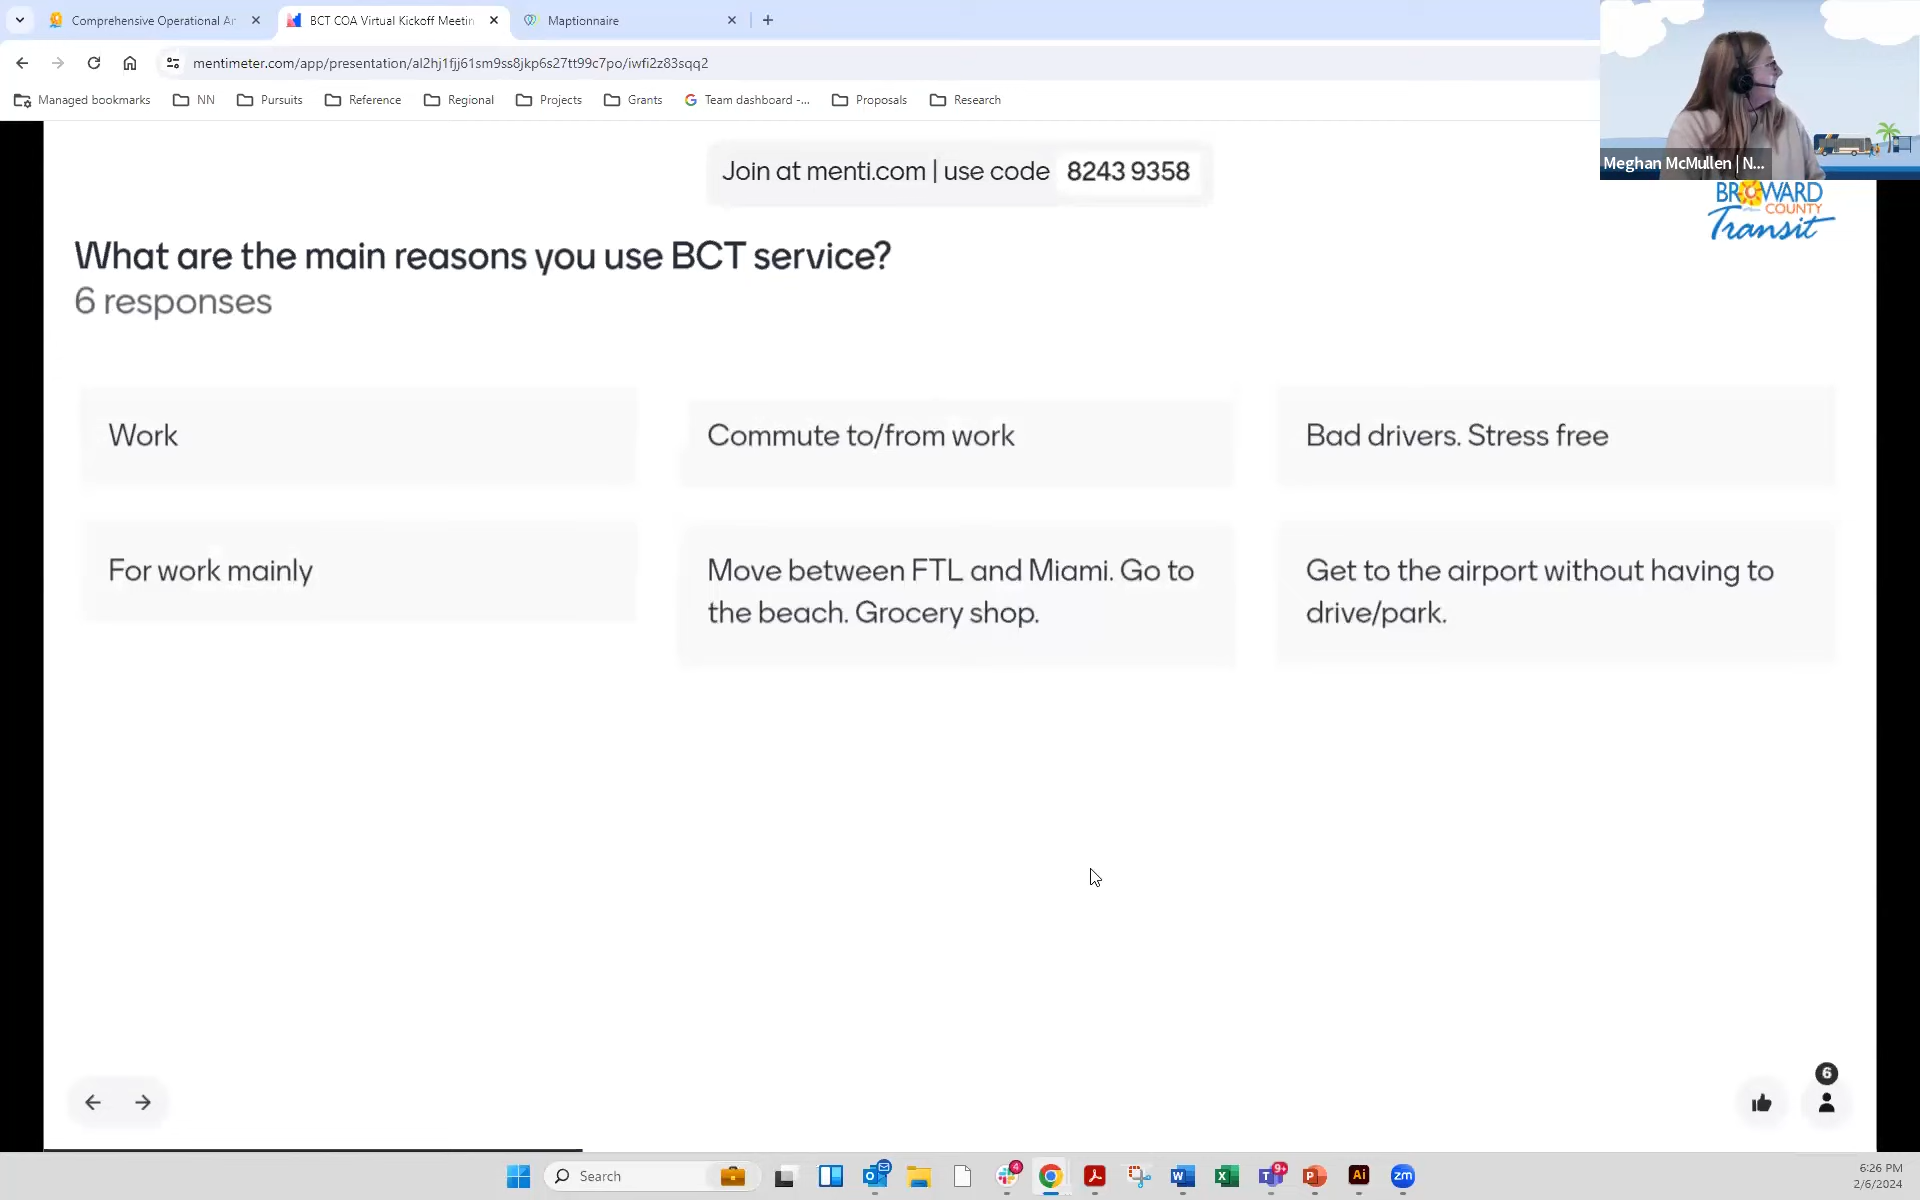 Comprehensive Operational Ar
BCT COA Virtual Kickoff Meetin
Maptionnaire
mentimeter.com/app/presentation/al2hj1fjj61sm9ss8jkp6s27tt99c7po/iwfi2z83sqq2
Managed bookmarks
NN
Pursuits
Reference
Regional
Projects
Grants
Team dashboard -...
Proposals
Research
Meghan McMullen | N...
Join at menti.com | use code 8243 9358
BROWARD
COUNTY
Transit
What are the main reasons you use BCT service?
6 responses
Work
Commute to/from work
Bad drivers. Stress free
For work mainly
Move between FTL and Miami. Go to
the beach. Grocery shop.
Get to the airport without having to
drive/park.
6
Search
4
9+
Ai
zm
6:26 PM
2/6/2024